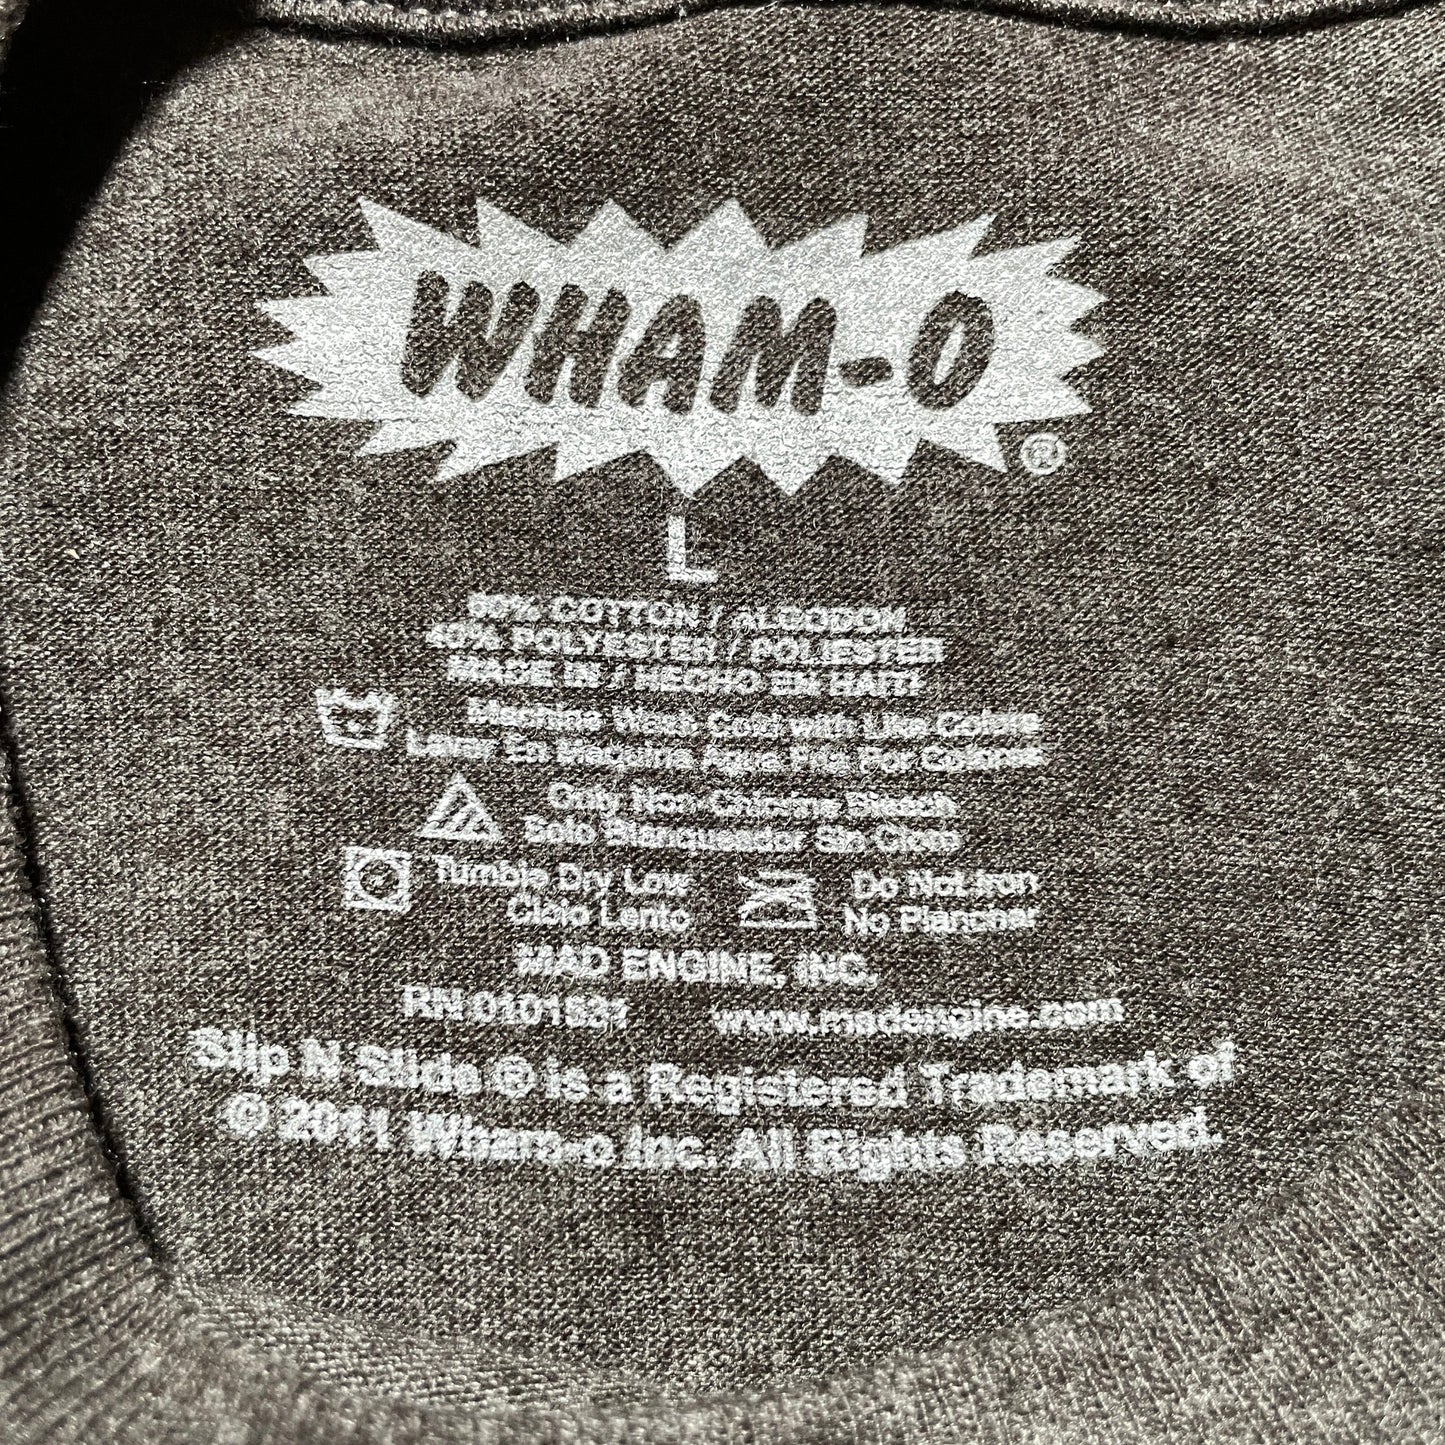 WHAM-O
®
L
60% COTTON / ALGODON
40% POLYESTER / POLIESTER
MADE IN / HECHO EN HAITI
Machine Wash Cold with Like Colors
Lavar En Maquina Agua Fria Por Colores
Only Non-Chlorine Bleach
Solo Blanqueador Sin Cloro
Tumble Dry Low
Ciclo Lento
Do Not Iron
No Planchar
MAD ENGINE, INC.
RN 0101531
www.madengine.com
Slip N Slide ® is a Registered Trademark of
© 2011 Wham-o Inc. All Rights Reserved.